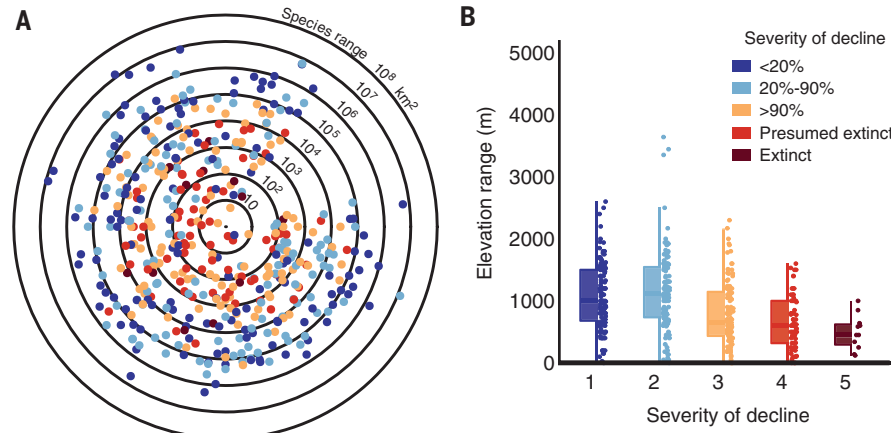 A
Species range
10⁸ km²
10⁷
10⁶
10⁵
10⁴
10³
10²
10
B
Severity of decline
<20%
20%-90%
>90%
Presumed extinct
Extinct
Elevation range (m)
5000
4000
3000
2000
1000
0
1 2 3 4 5
Severity of decline